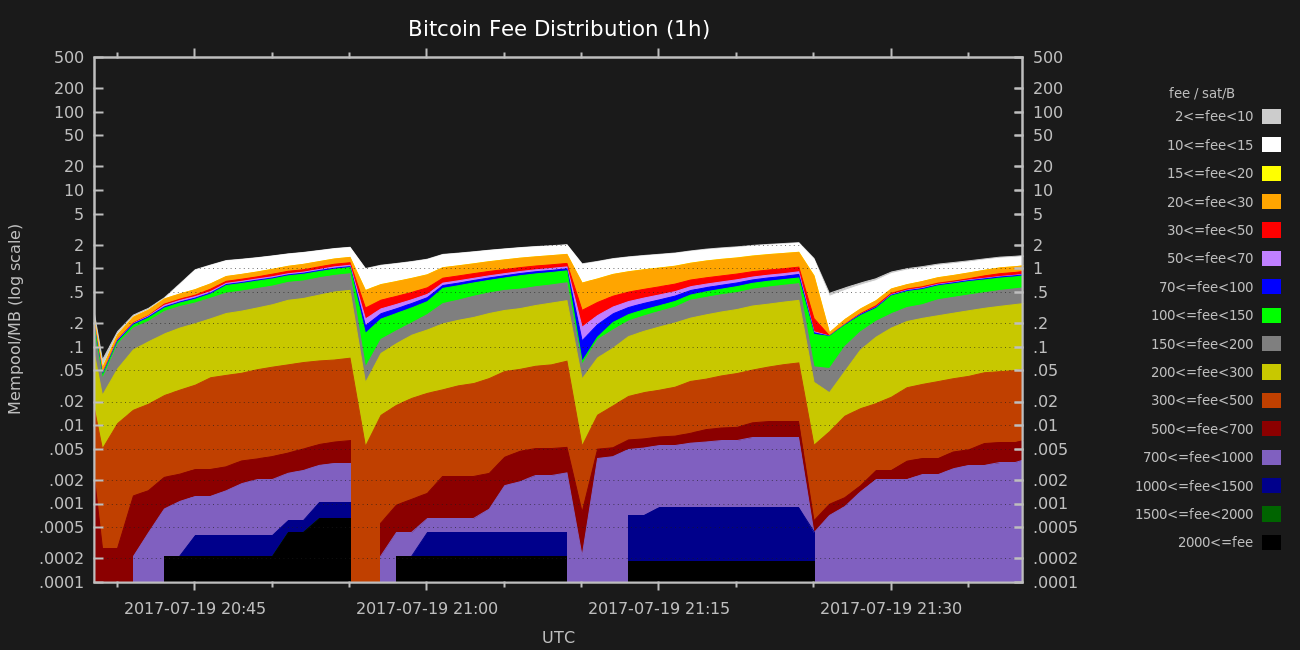 Bitcoin Fee Distribution (1h)
500
200
100
50
20
10
5
2
1
.5
.2
.1
.05
.02
.01
.005
.002
.001
.0005
.0002
.0001
Mempool/MB (log scale)
500
200
100
50
20
10
5
2
1
.5
.2
.1
.05
.02
.01
.005
.002
.001
.0005
.0002
.0001
2017-07-19 20:45
2017-07-19 21:00
2017-07-19 21:15
2017-07-19 21:30
UTC
fee / sat/B
2<=fee<10
10<=fee<15
15<=fee<20
20<=fee<30
30<=fee<50
50<=fee<70
70<=fee<100
100<=fee<150
150<=fee<200
200<=fee<300
300<=fee<500
500<=fee<700
700<=fee<1000
1000<=fee<1500
1500<=fee<2000
2000<=fee